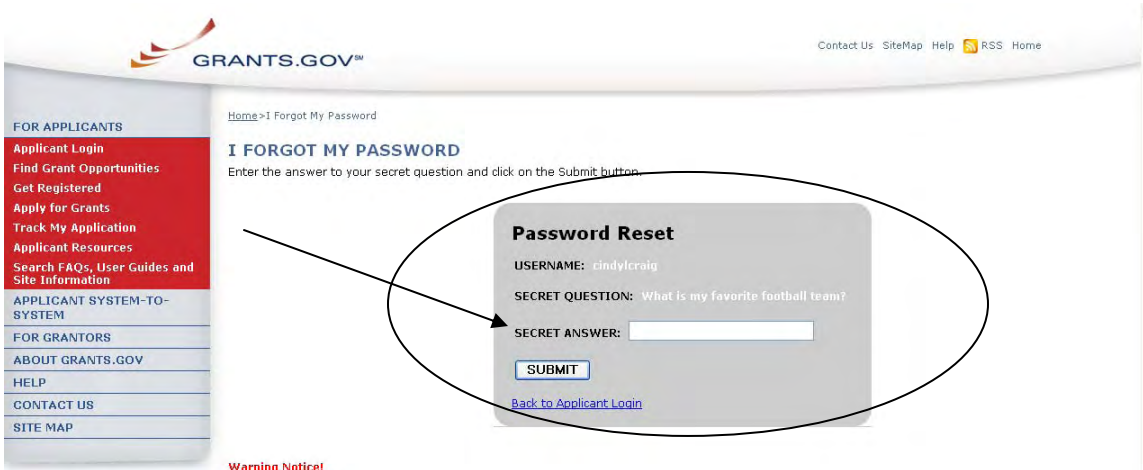 GRANTS.GOV℠
Contact Us SiteMap Help RSS Home
FOR APPLICANTS
Applicant Login
Find Grant Opportunities
Get Registered
Apply for Grants
Track My Application
Applicant Resources
Search FAQs, User Guides and
Site Information
APPLICANT SYSTEM-TO-
SYSTEM
FOR GRANTORS
ABOUT GRANTS.GOV
HELP
CONTACT US
SITE MAP
Home>I Forgot My Password
I FORGOT MY PASSWORD
Enter the answer to your secret question and click on the Submit button.
Password Reset
USERNAME: cindylcraig
SECRET QUESTION: What is my favorite football team?
SECRET ANSWER:
SUBMIT
Back to Applicant Login
Warning Notice!